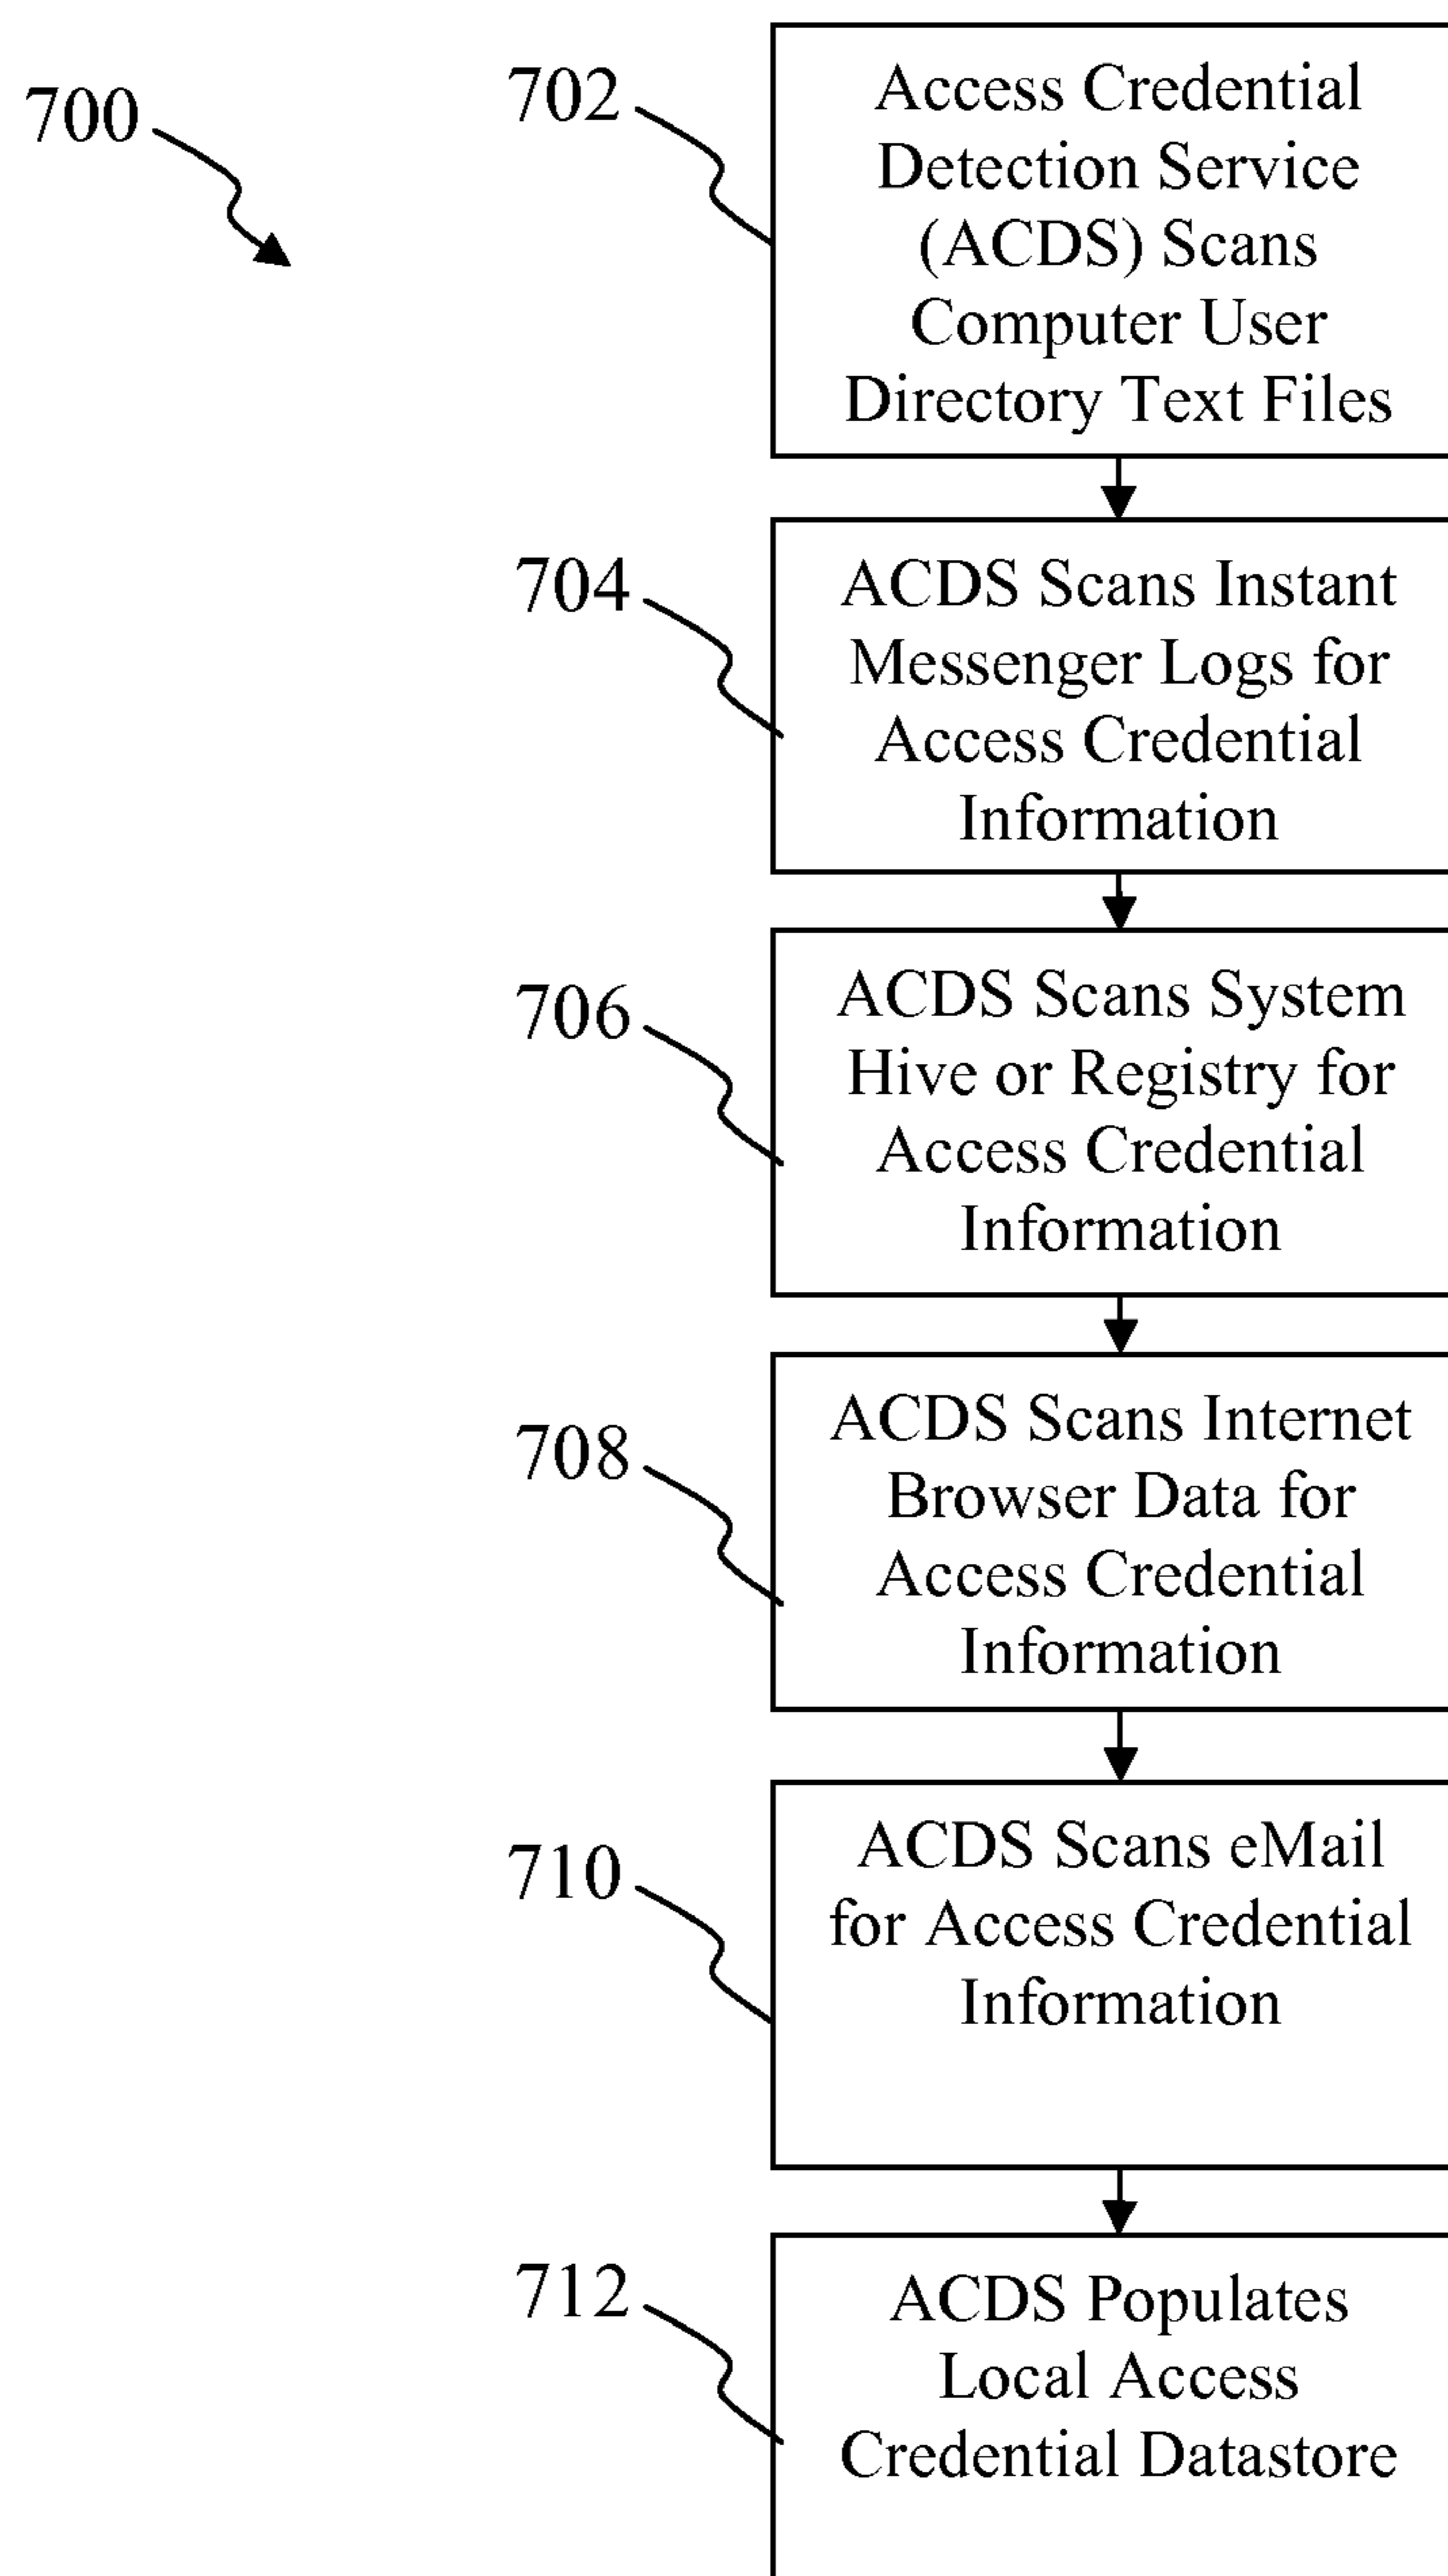 700
702
Access Credential
Detection Service
(ACDS) Scans
Computer User
Directory Text Files
704
ACDS Scans Instant
Messenger Logs for
Access Credential
Information
706
ACDS Scans System
Hive or Registry for
Access Credential
Information
708
ACDS Scans Internet
Browser Data for
Access Credential
Information
710
ACDS Scans eMail
for Access Credential
Information
712
ACDS Populates
Local Access
Credential Datastore